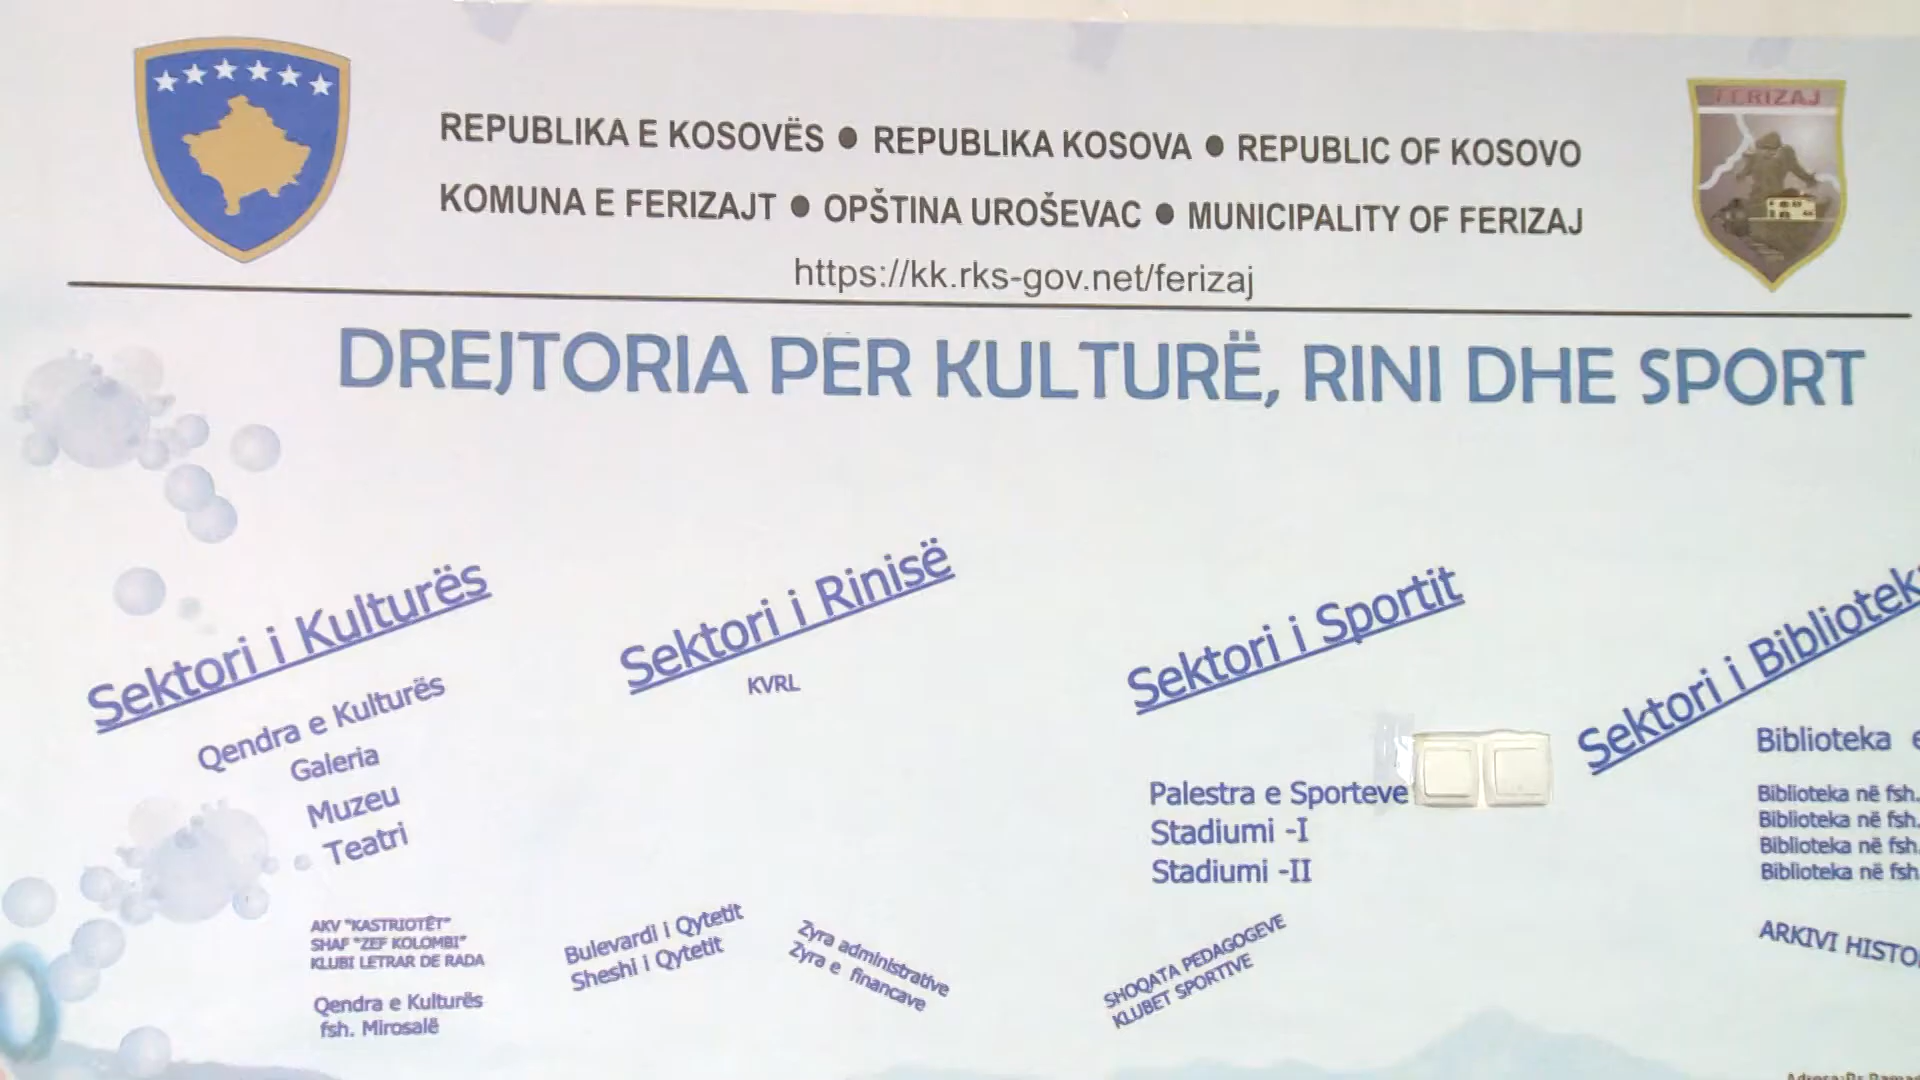 FERIZAJ
REPUBLIKA E KOSOVËS ● REPUBLIKA KOSOVA ● REPUBLIC OF KOSOVO
KOMUNA E FERIZAJT ● OPŠTINA UROŠEVAC ● MUNICIPALITY OF FERIZAJ
https://kk.rks-gov.net/ferizaj
DREJTORIA PËR KULTURË, RINI DHE SPORT
Sektori i Kulturës
Qendra e Kulturës
Galeria
Muzeu
Teatri
AKV "KASTRIOTËT"
SHAF "ZEF KOLOMBI"
KLUBI LETRAR DE RADA
Qendra e Kulturës
fsh. Mirosalë
Sektori i Rinisë
KVRL
Bulevardi i Qytetit
Sheshi i Qytetit
Zyra administrative
Zyra e financave
Sektori i Sportit
Palestra e Sporteve
Stadiumi -I
Stadiumi -II
SHOQATA PEDAGOGEVE
KLUBET SPORTIVE
Sektori i Bibliotek
Biblioteka e
Biblioteka në fsh.
Biblioteka në fsh.
Biblioteka në fsh.
Biblioteka në fsh.
ARKIVI HISTO